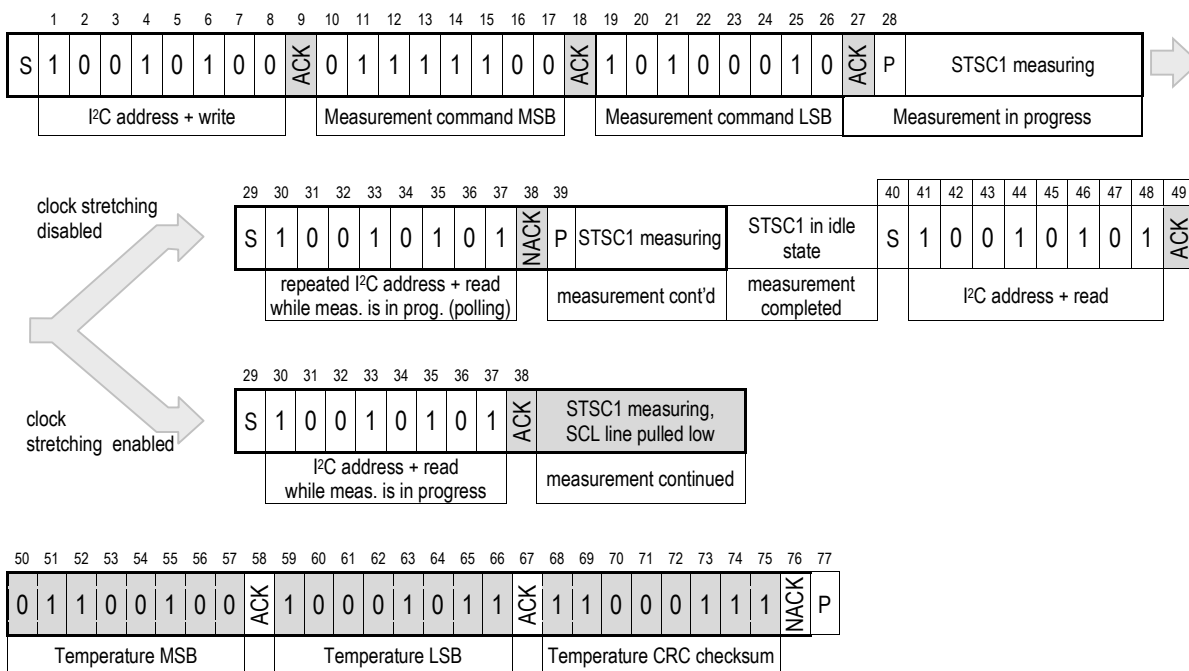 1 2 3 4 5 6 7 8 9 10 11 12 13 14 15 16 17 18 19 20 21 22 23 24 25 26 27 28
S 1 0 0 1 0 1 0 0 ACK 0 1 1 1 1 1 0 0 ACK 1 0 1 0 0 0 1 0 ACK P STSC1 measuring
I²C address + write Measurement command MSB Measurement command LSB Measurement in progress
clock stretching
disabled
29 30 31 32 33 34 35 36 37 38 39 40 41 42 43 44 45 46 47 48 49
S 1 0 0 1 0 1 0 1 NACK P STSC1 measuring STSC1 in idle
state S 1 0 0 1 0 1 0 1 ACK
repeated I²C address + read
while meas. is in prog. (polling)
measurement cont'd
measurement
completed
I²C address + read
clock
stretching enabled
29 30 31 32 33 34 35 36 37 38
S 1 0 0 1 0 1 0 1 ACK STSC1 measuring,
SCL line pulled low
I²C address + read
while meas. is in progress
measurement continued
50 51 52 53 54 55 56 57 58 59 60 61 62 63 64 65 66 67 68 69 70 71 72 73 74 75 76 77
0 1 1 0 0 1 0 0 ACK 1 0 0 0 1 0 1 1 ACK 1 1 0 0 0 1 1 1 NACK P
Temperature MSB Temperature LSB Temperature CRC checksum